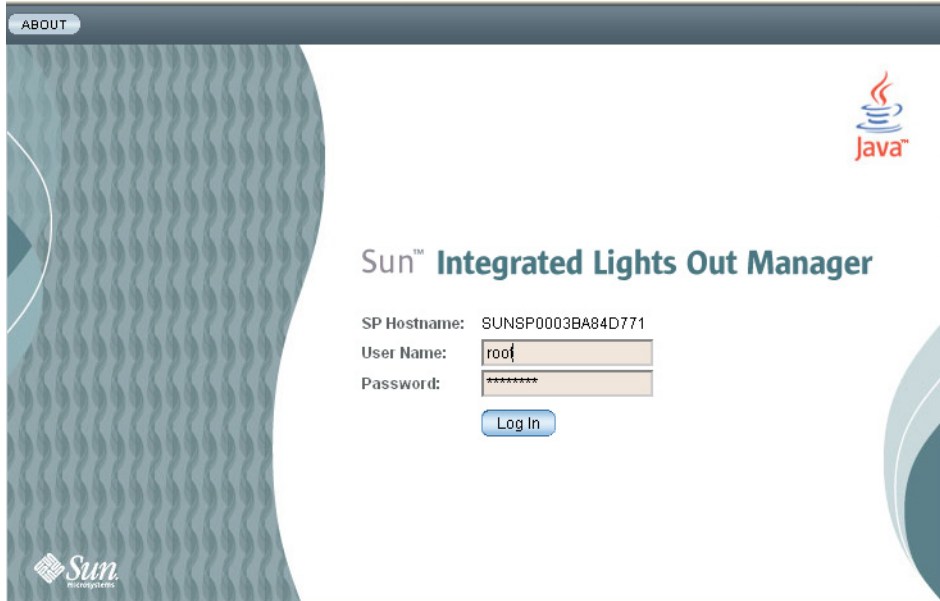 ABOUT
Java™
Sun™ Integrated Lights Out Manager
SP Hostname: SUNSP0003BA84D771
User Name: root
Password: ********
Log In
Sun
microsystems